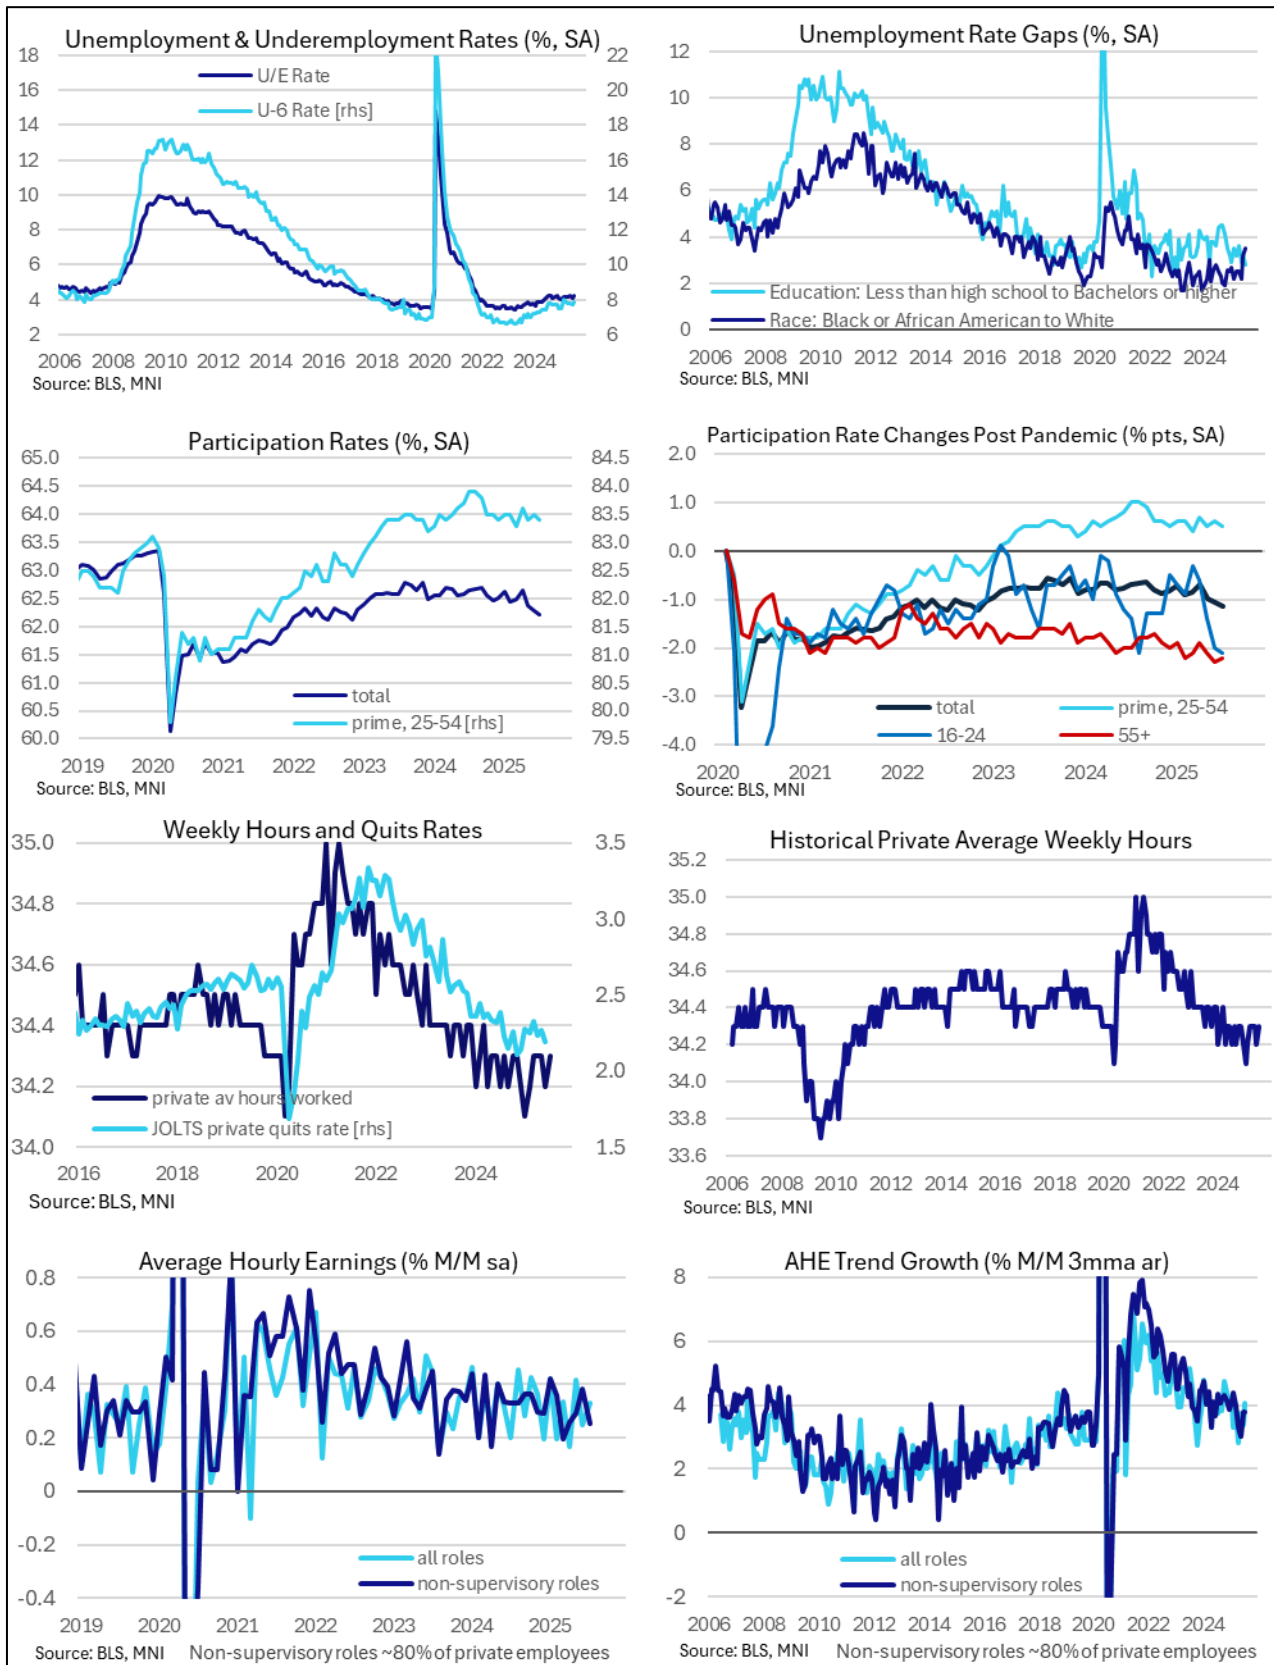 Unemployment & Underemployment Rates (%, SA)
18
16
14
12
10
8
6
4
2
22
20
18
16
14
12
10
8
6
U/E Rate
U-6 Rate [rhs]
2006 2008 2010 2012 2014 2016 2018 2020 2022 2024
Source: BLS, MNI
Unemployment Rate Gaps (%, SA)
12
10
8
6
4
2
0
Education: Less than high school to Bachelors or higher
Race: Black or African American to White
2006 2008 2010 2012 2014 2016 2018 2020 2022 2024
Source: BLS, MNI
Participation Rates (%, SA)
65.0
64.5
64.0
63.5
63.0
62.5
62.0
61.5
61.0
60.5
60.0
84.5
84.0
83.5
83.0
82.5
82.0
81.5
81.0
80.5
80.0
79.5
total
prime, 25-54 [rhs]
2019 2020 2021 2022 2023 2024 2025
Source: BLS, MNI
Participation Rate Changes Post Pandemic (% pts, SA)
2.0
1.0
0.0
-1.0
-2.0
-3.0
-4.0
total
prime, 25-54
16-24
55+
2020 2021 2022 2023 2024 2025
Source: BLS, MNI
Weekly Hours and Quits Rates
35.0
34.8
34.6
34.4
34.2
34.0
3.5
3.0
2.5
2.0
1.5
private av hours worked
JOLTS private quits rate [rhs]
2016 2018 2020 2022 2024
Source: BLS, MNI
Historical Private Average Weekly Hours
35.2
35.0
34.8
34.6
34.4
34.2
34.0
33.8
33.6
2006 2008 2010 2012 2014 2016 2018 2020 2022 2024
Source: BLS, MNI
Average Hourly Earnings (% M/M sa)
0.8
0.6
0.4
0.2
0
-0.2
-0.4
all roles
non-supervisory roles
2019 2020 2021 2022 2023 2024 2025
Source: BLS, MNI
Non-supervisory roles ~80% of private employees
AHE Trend Growth (% M/M 3mma ar)
8
6
4
2
0
-2
all roles
non-supervisory roles
2006 2008 2010 2012 2014 2016 2018 2020 2022 2024
Source: BLS, MNI
Non-supervisory roles ~80% of private employees